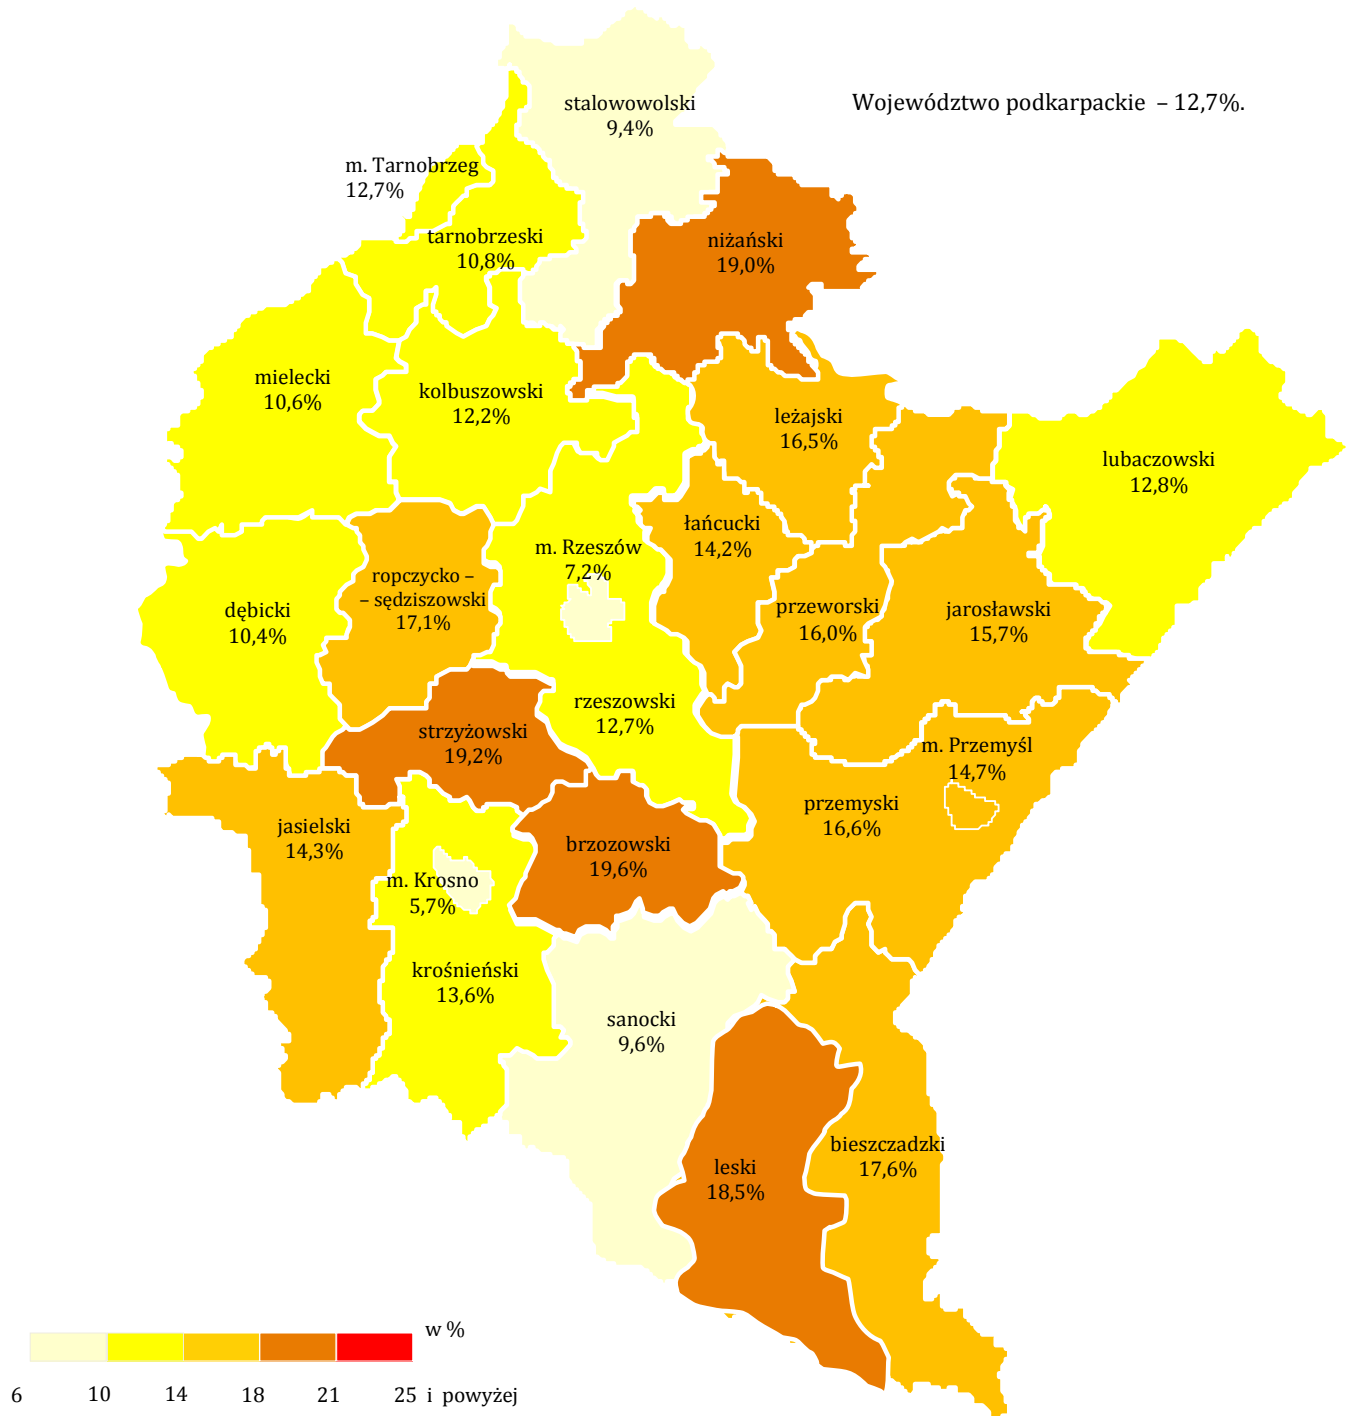 stalowowolski
9,4%
Województwo podkarpackie – 12,7%.
m. Tarnobrzeg
12,7%
tarnobrzeski
10,8%
niżański
19,0%
mielecki
10,6%
kolbuszowski
12,2%
leżajski
16,5%
lubaczowski
12,8%
łańcucki
14,2%
m. Rzeszów
7,2%
ropczycko –
– sędziszowski
17,1%
dębicki
10,4%
przeworski
16,0%
jarosławski
15,7%
rzeszowski
12,7%
strzyżowski
19,2%
m. Przemyśl
14,7%
przemyski
16,6%
jasielski
14,3%
brzozowski
19,6%
m. Krosno
5,7%
krośnieński
13,6%
sanocki
9,6%
bieszczadzki
17,6%
leski
18,5%
w %
6 10 14 18 21 25 i powyżej